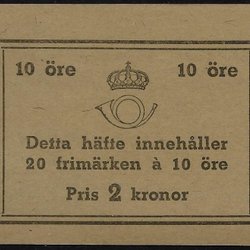 10 öre 10 öre
Detta häfte innehåller
20 frimärken à 10 öre
Pris 2 kronor